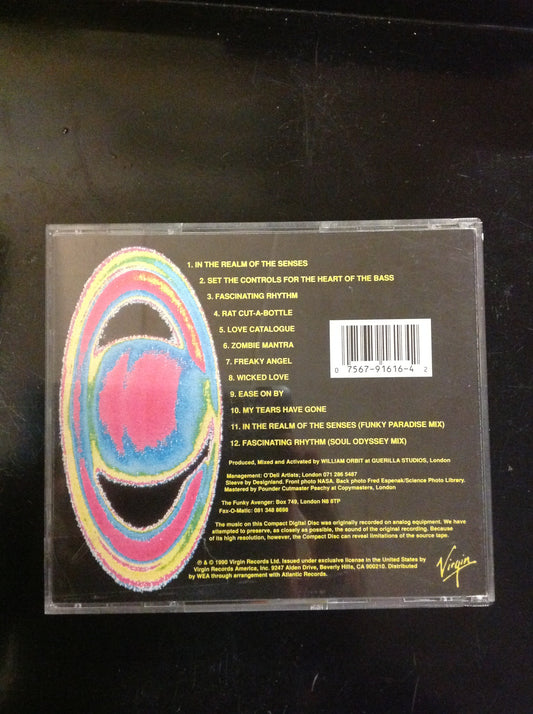 1. IN THE REALM OF THE SENSES
2. SET THE CONTROLS FOR THE HEART OF THE BASS
3. FASCINATING RHYTHM
4. RAT CUT-A-BOTTLE
5. LOVE CATALOGUE
6. ZOMBIE MANTRA
7. FREAKY ANGEL
8. WICKED LOVE
9. EASE ON BY
10. MY TEARS HAVE GONE
11. IN THE REALM OF THE SENSES (FUNKY PARADISE MIX)
12. FASCINATING RHYTHM (SOUL ODYSSEY MIX)
0 7567-91616-4 2
Produced, Mixed and Activated by WILLIAM ORBIT at GUERILLA STUDIOS, London
Management: O'Dell Artists; London 071 286 5487
Sleeve by Designland. Front photo NASA. Back photo Fred Espenak/Science Photo Library.
Mastered by Pounder Cutmaster Peachy at Copymasters, London
The Funky Avenger: Box 749, London N6 8TP
Fax-O-Matic: 081 348 8698
The music on this Compact Digital Disc was originally recorded on analog equipment. We have
attempted to preserve, as closely as possible, the sound of the original recording. Because
of its high resolution, however, the Compact Disc can reveal limitations of the source tape.
℗ & © 1990 Virgin Records Ltd. Issued under exclusive license in the United States by
Virgin Records America, Inc. 9247 Alden Drive, Beverly Hills, CA 900210. Distributed
by WEA through arrangement with Atlantic Records.
Virgin